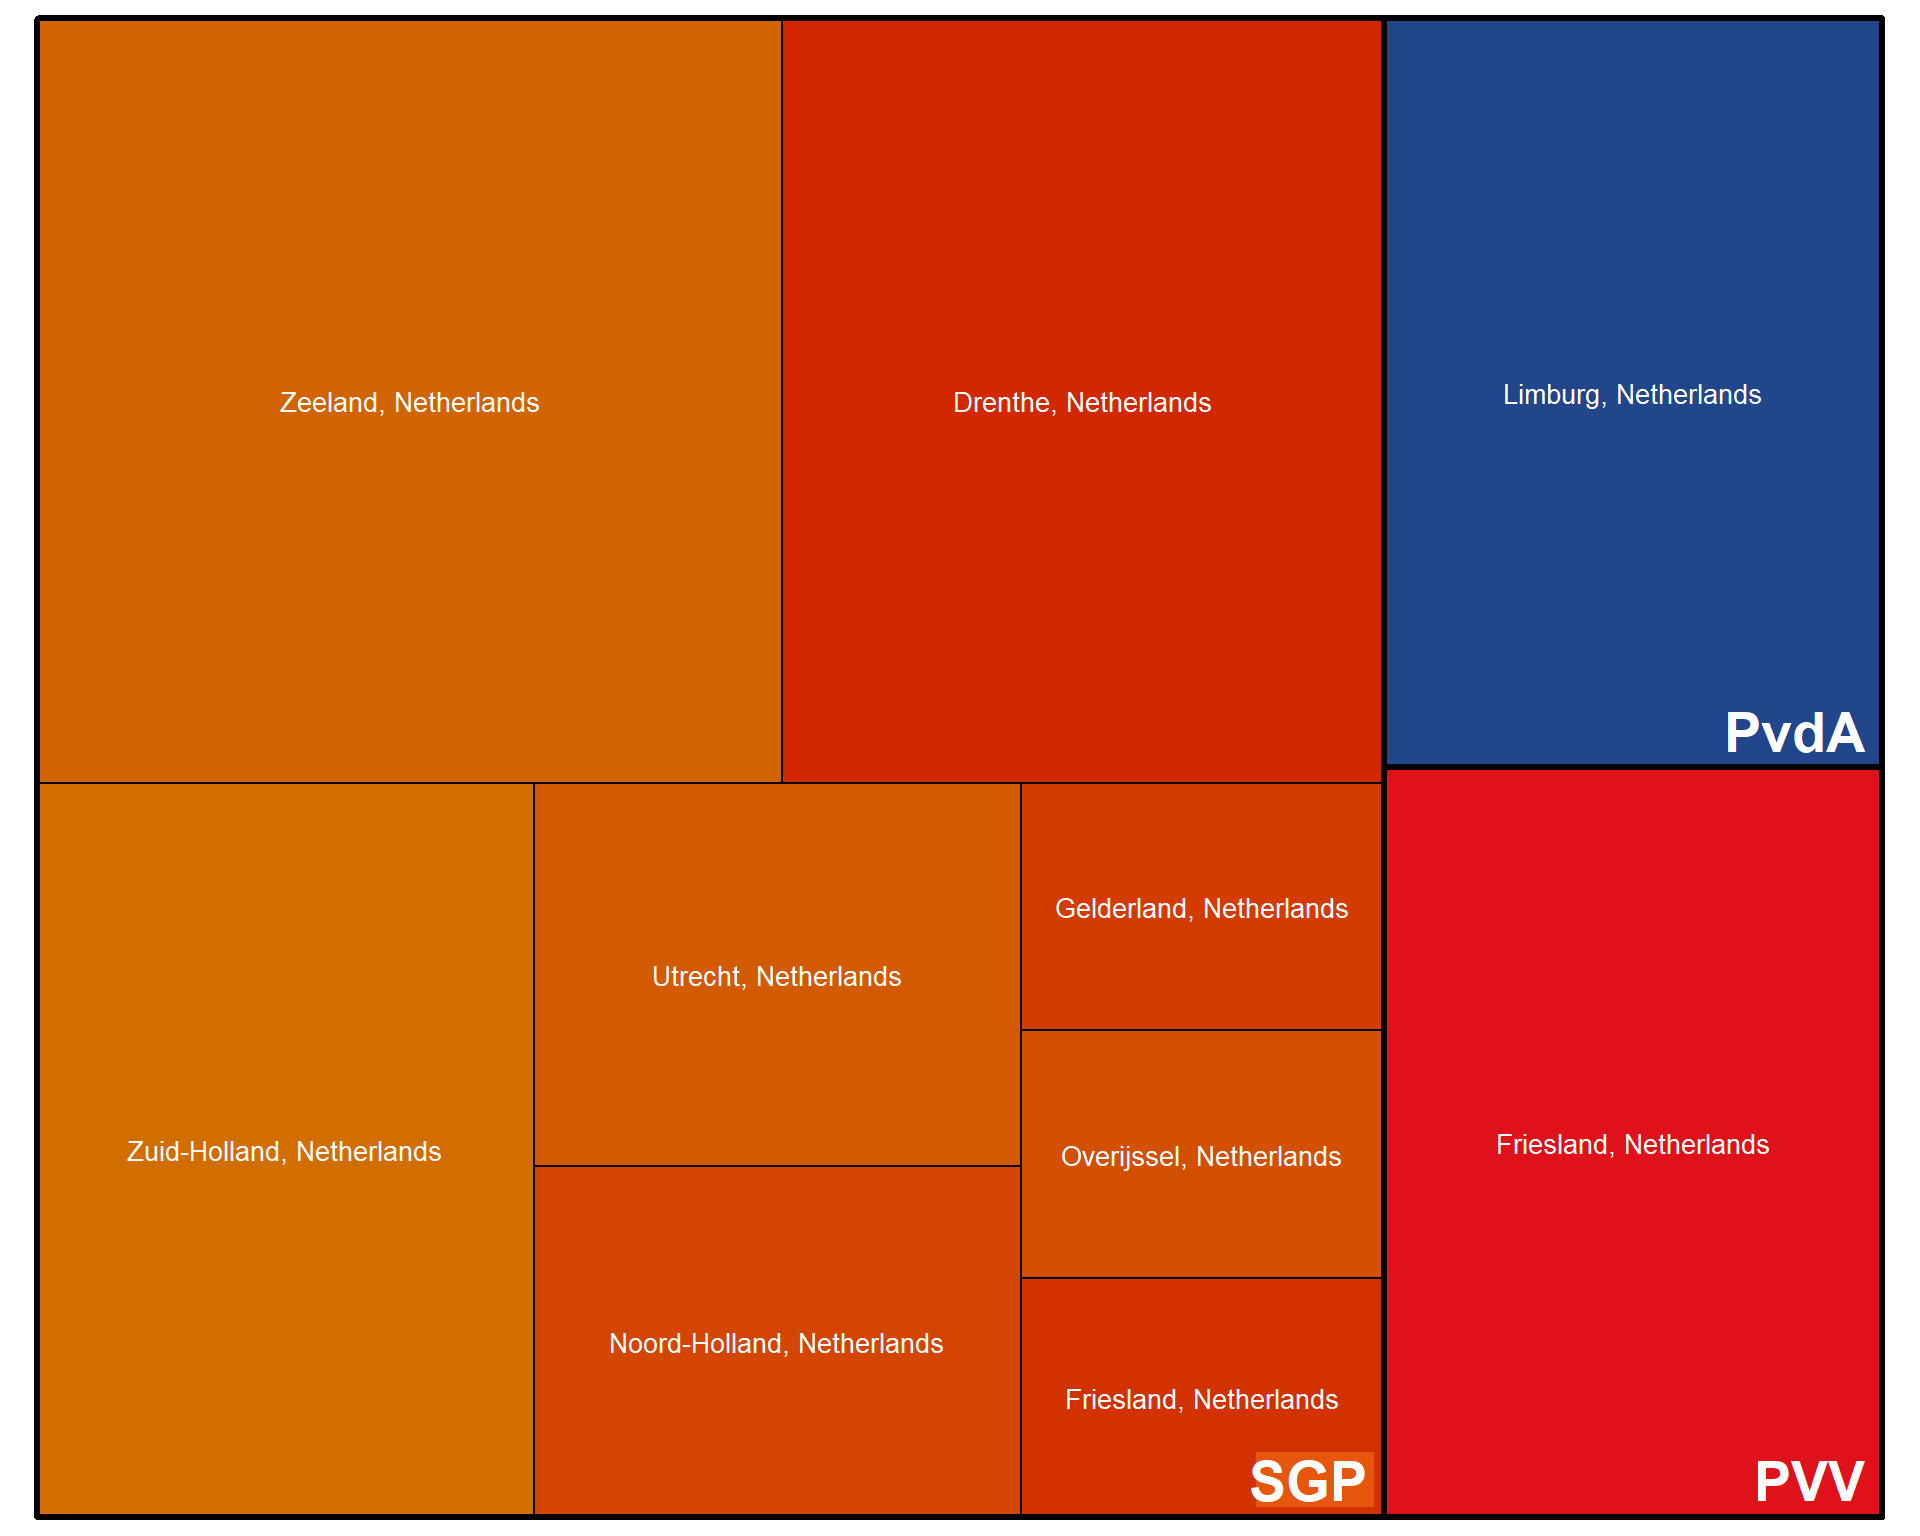 Zeeland, Netherlands
Drenthe, Netherlands
Limburg, Netherlands
PvdA
Zuid-Holland, Netherlands
Utrecht, Netherlands
Noord-Holland, Netherlands
Gelderland, Netherlands
Overijssel, Netherlands
Friesland, Netherlands
SGP
Friesland, Netherlands
PVV